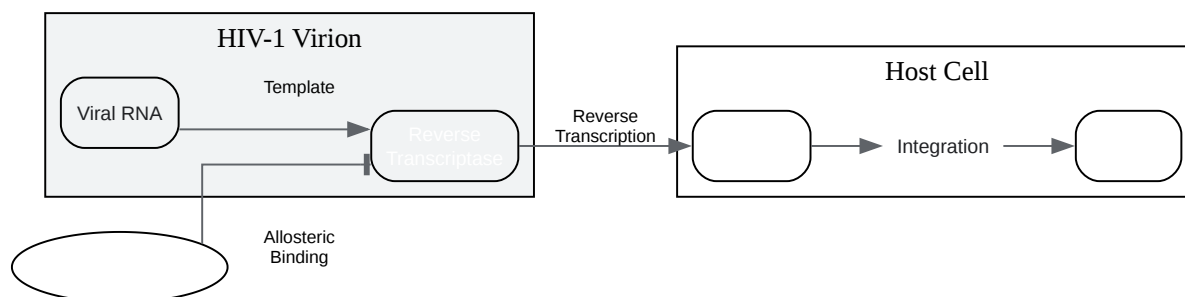 HIV-1 Virion
Template
Viral RNA
Reverse
Transcriptase
Allosteric
Binding
Reverse
Transcription
Host Cell
Integration